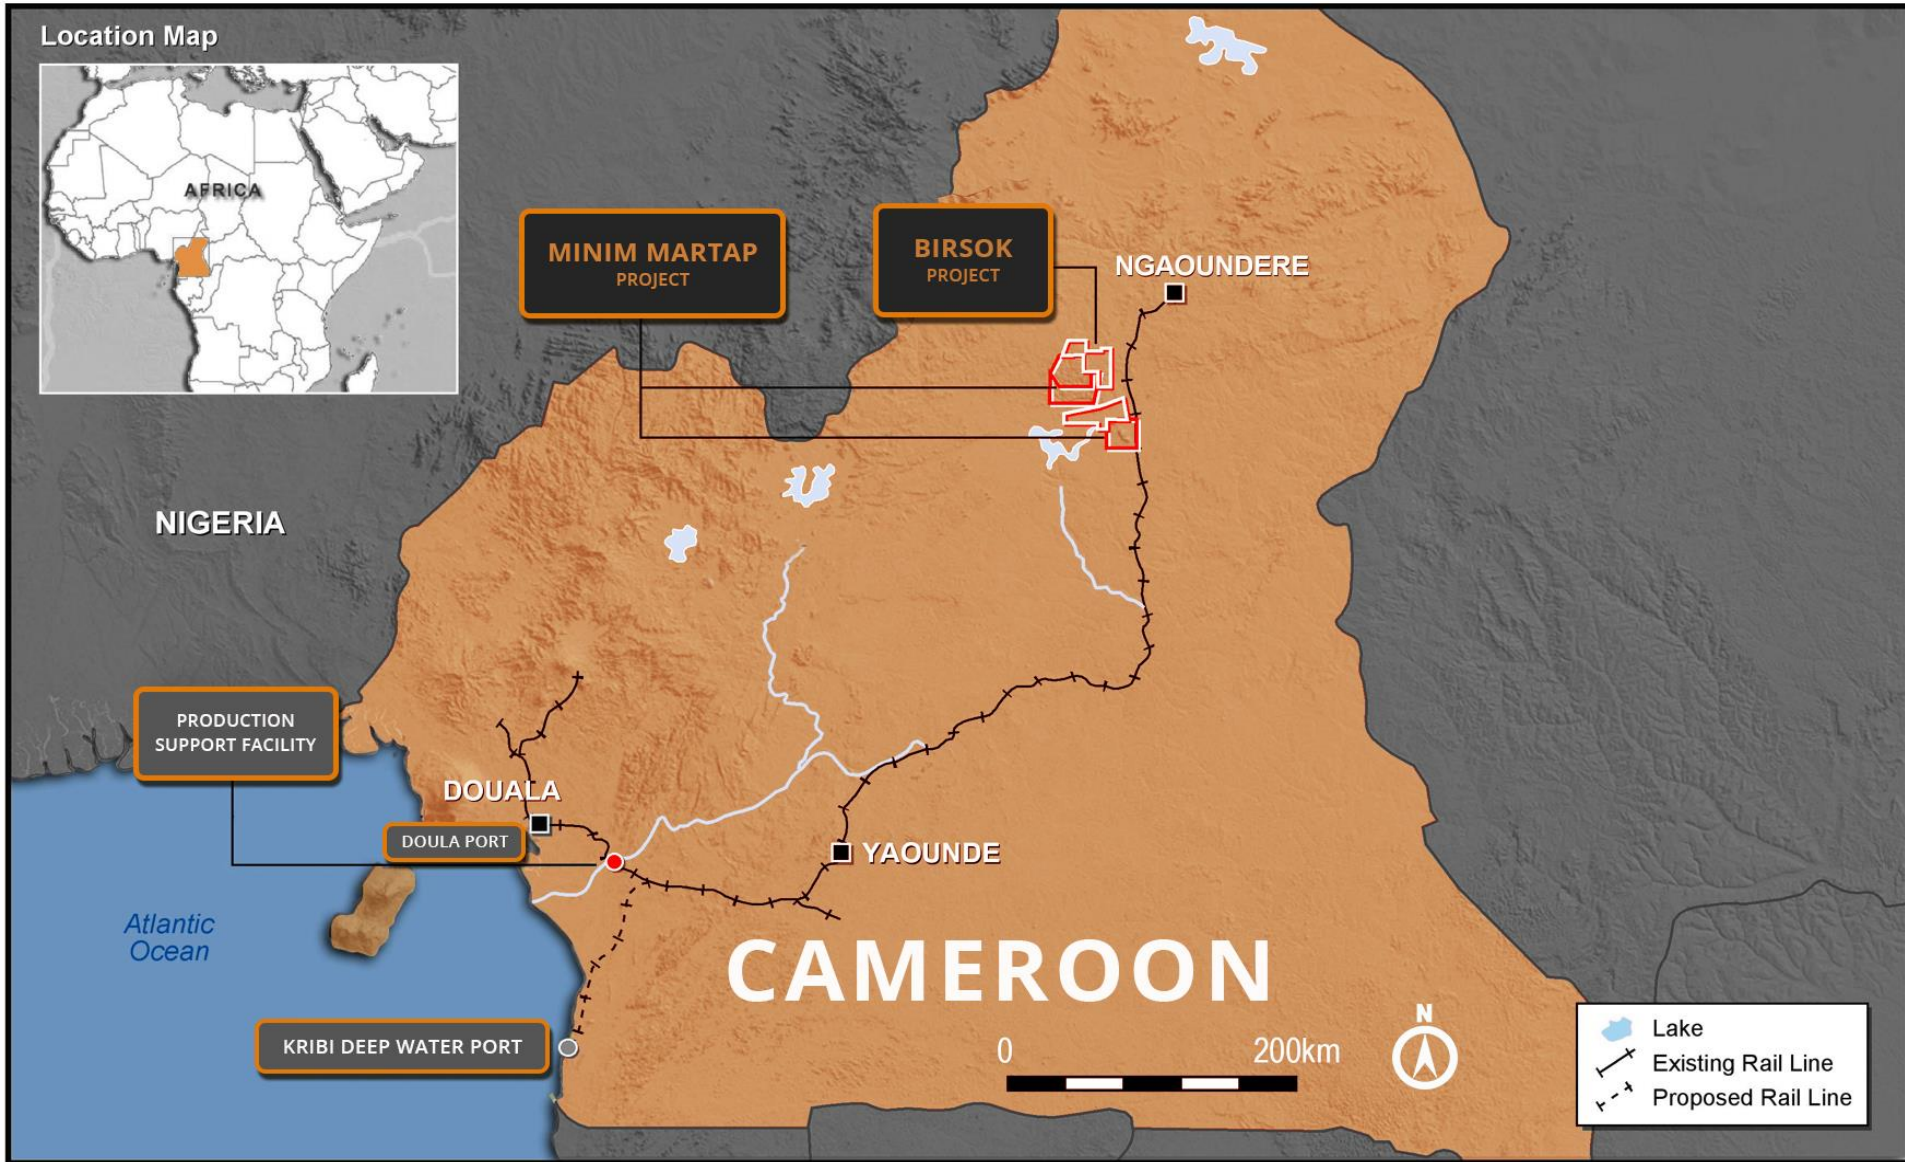 Location Map
AFRICA
MINIM MARTAP
PROJECT
BIRSOK
PROJECT
NGAOUNDERE
NIGERIA
PRODUCTION
SUPPORT FACILITY
DOUALA
DOULA PORT
YAOUNDE
Atlantic
Ocean
CAMEROON
KRIBI DEEP WATER PORT
0 200km
N
Lake
Existing Rail Line
Proposed Rail Line